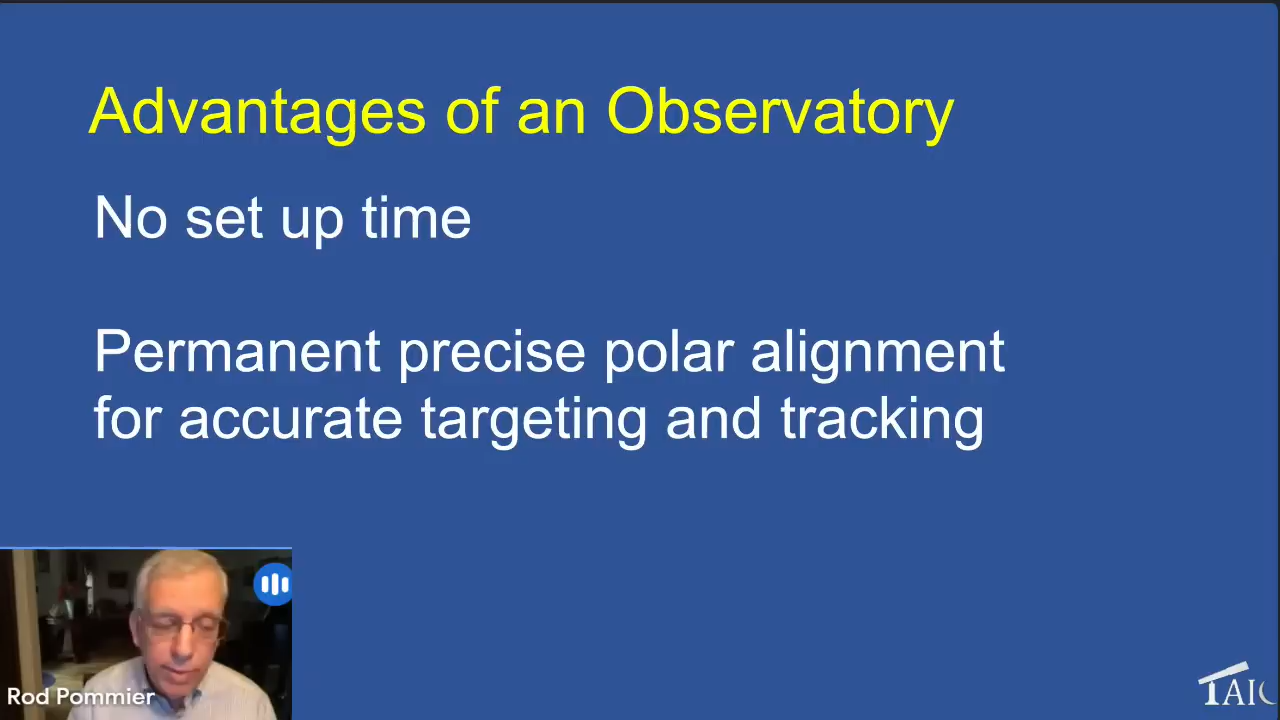 Advantages of an Observatory
No set up time
Permanent precise polar alignment
for accurate targeting and tracking
Rod Pommier
TAIC